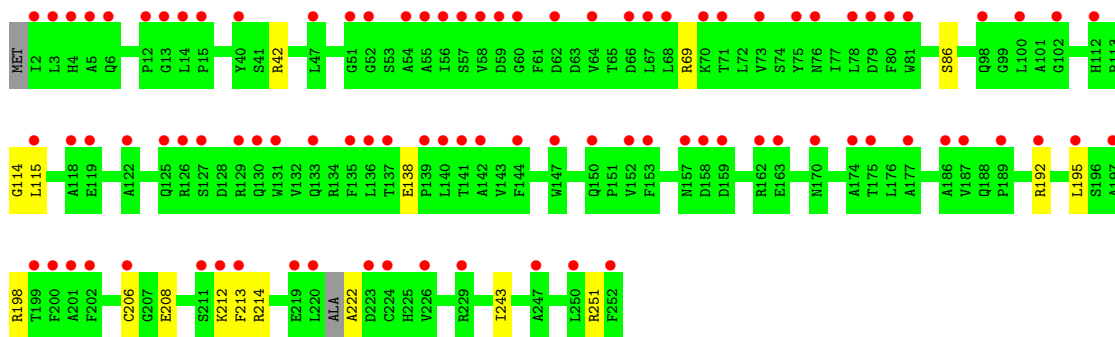 MET
I2
L3
H4
A5
Q6
P12
G13
L14
P15
Y40
S41
R42
L47
G51
G52
S53
A54
A55
I56
S57
V58
D59
G60
F61
D62
D63
V64
T65
D66
L67
L68
R69
K70
T71
L72
V73
S74
Y75
N76
I77
L78
D79
F80
W81
S86
Q98
G99
L100
A101
G102
H112
G114
L115
A118
E119
A122
Q125
R126
S127
D128
R129
Q130
W131
V132
Q133
R134
F135
L136
T137
E138
P139
L140
T141
A142
V143
F144
W147
Q150
P151
V152
F153
N157
D158
D159
R162
E163
N170
A174
T175
L176
A177
A186
V187
Q188
P189
R192
L195
S196
R198
T199
F200
A201
F202
C206
G207
E208
S211
K212
F213
R214
E219
L220
ALA
A222
D223
C224
H225
V226
R229
I243
A247
L250
R251
F252